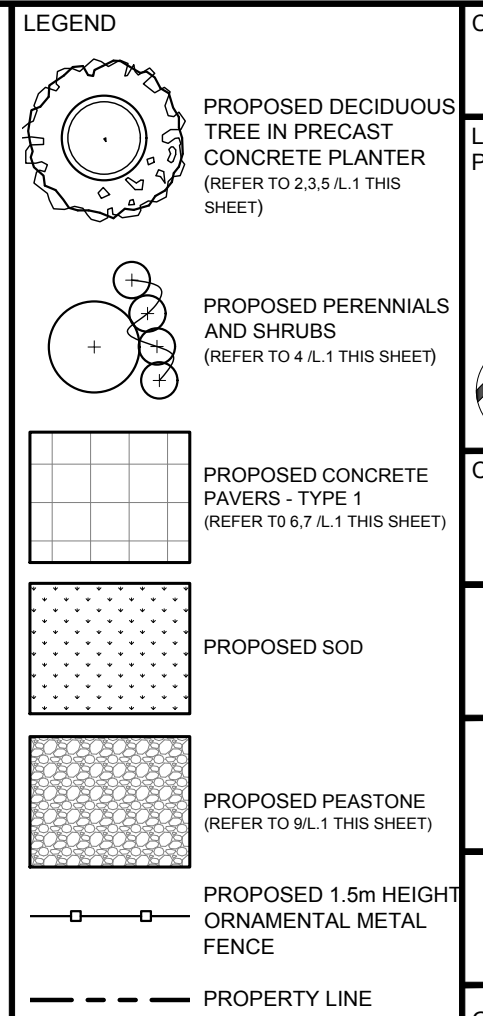 LEGEND
PROPOSED DECIDUOUS
TREE IN PRECAST
CONCRETE PLANTER
(REFER TO 2,3,5 /L.1 THIS
SHEET)
PROPOSED PERENNIALS
AND SHRUBS
(REFER TO 4 /L.1 THIS SHEET)
PROPOSED CONCRETE
PAVERS - TYPE 1
(REFER T0 6,7 /L.1 THIS SHEET)
PROPOSED SOD
PROPOSED PEASTONE
(REFER TO 9/L.1 THIS SHEET)
PROPOSED 1.5m HEIGHT
ORNAMENTAL METAL
FENCE
PROPERTY LINE